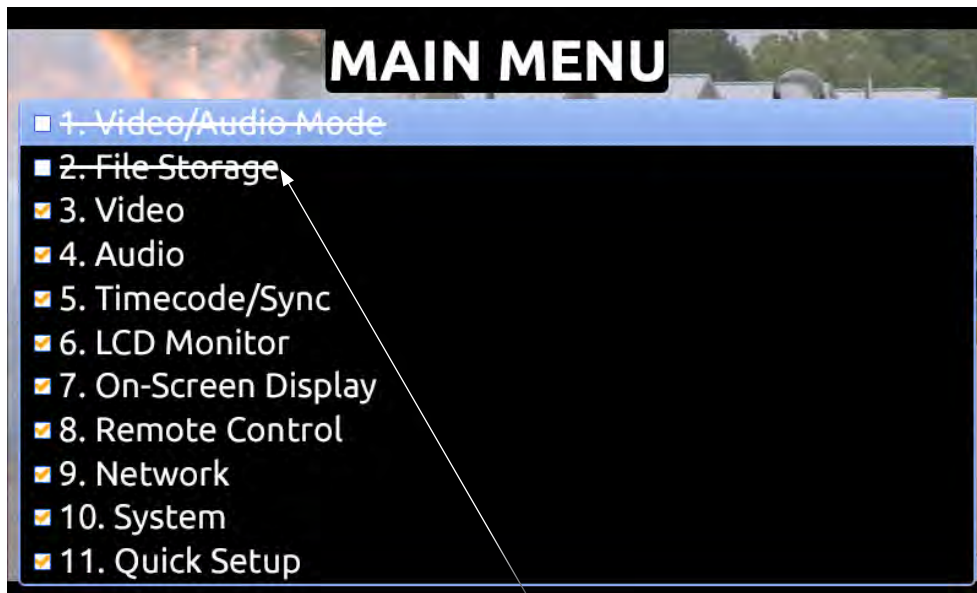 MAIN MENU
1. Video/Audio Mode
2. File Storage
3. Video
4. Audio
5. Timecode/Sync
6. LCD Monitor
7. On-Screen Display
8. Remote Control
9. Network
10. System
11. Quick Setup